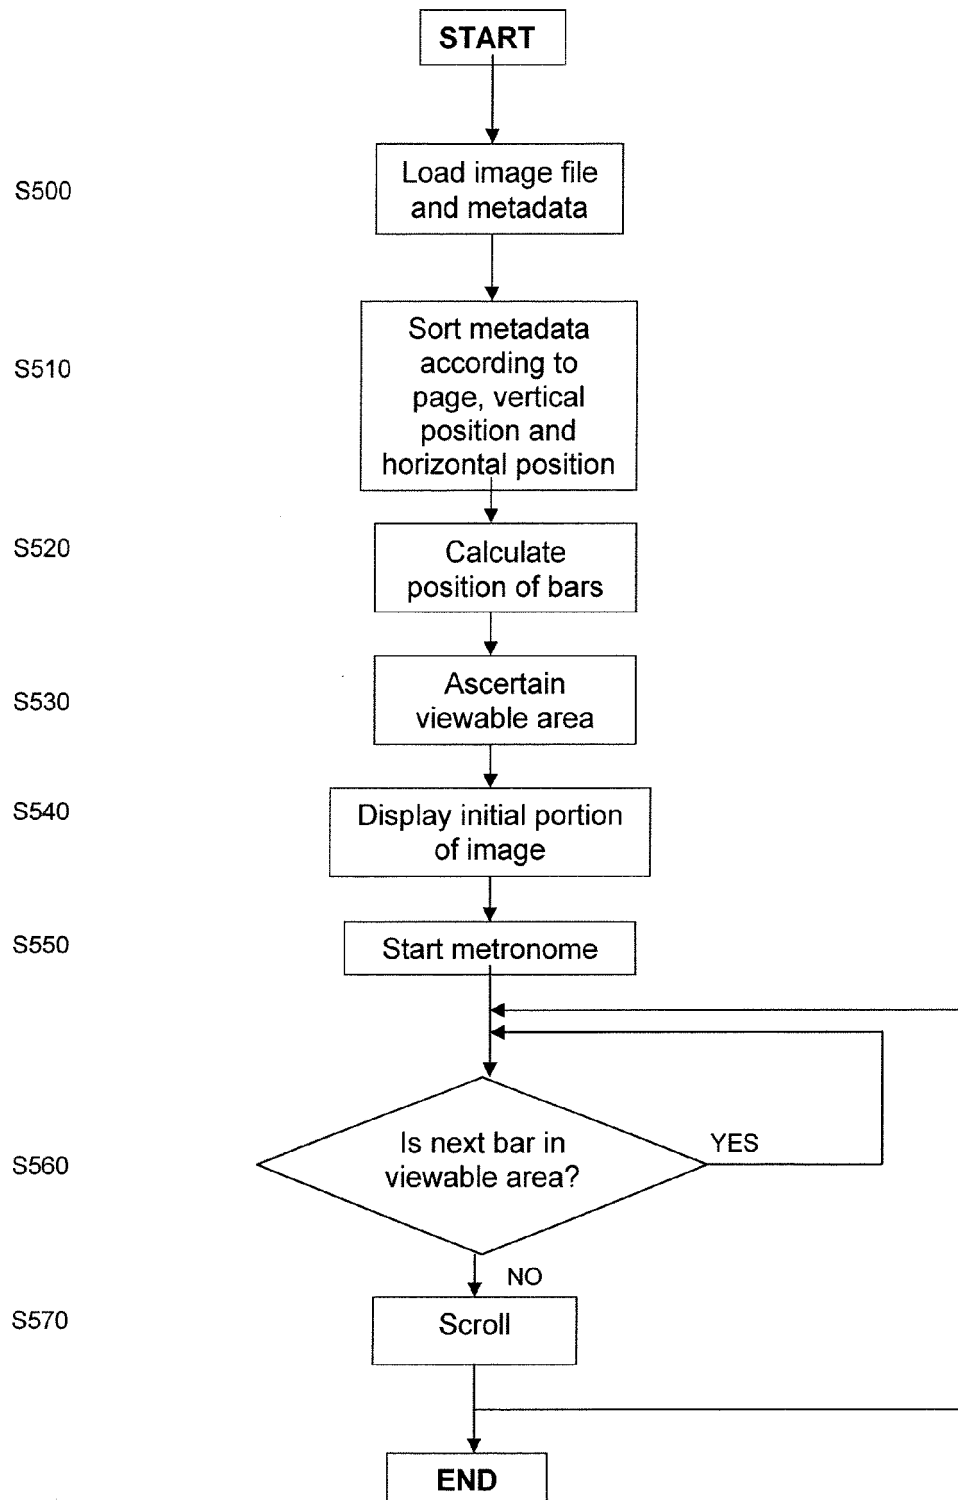 START
S500
Load image file
and metadata
S510
Sort metadata
according to
page, vertical
position and
horizontal position
S520
Calculate
position of bars
S530
Ascertain
viewable area
S540
Display initial portion
of image
S550
Start metronome
S560
Is next bar in
viewable area?
YES
NO
S570
Scroll
END